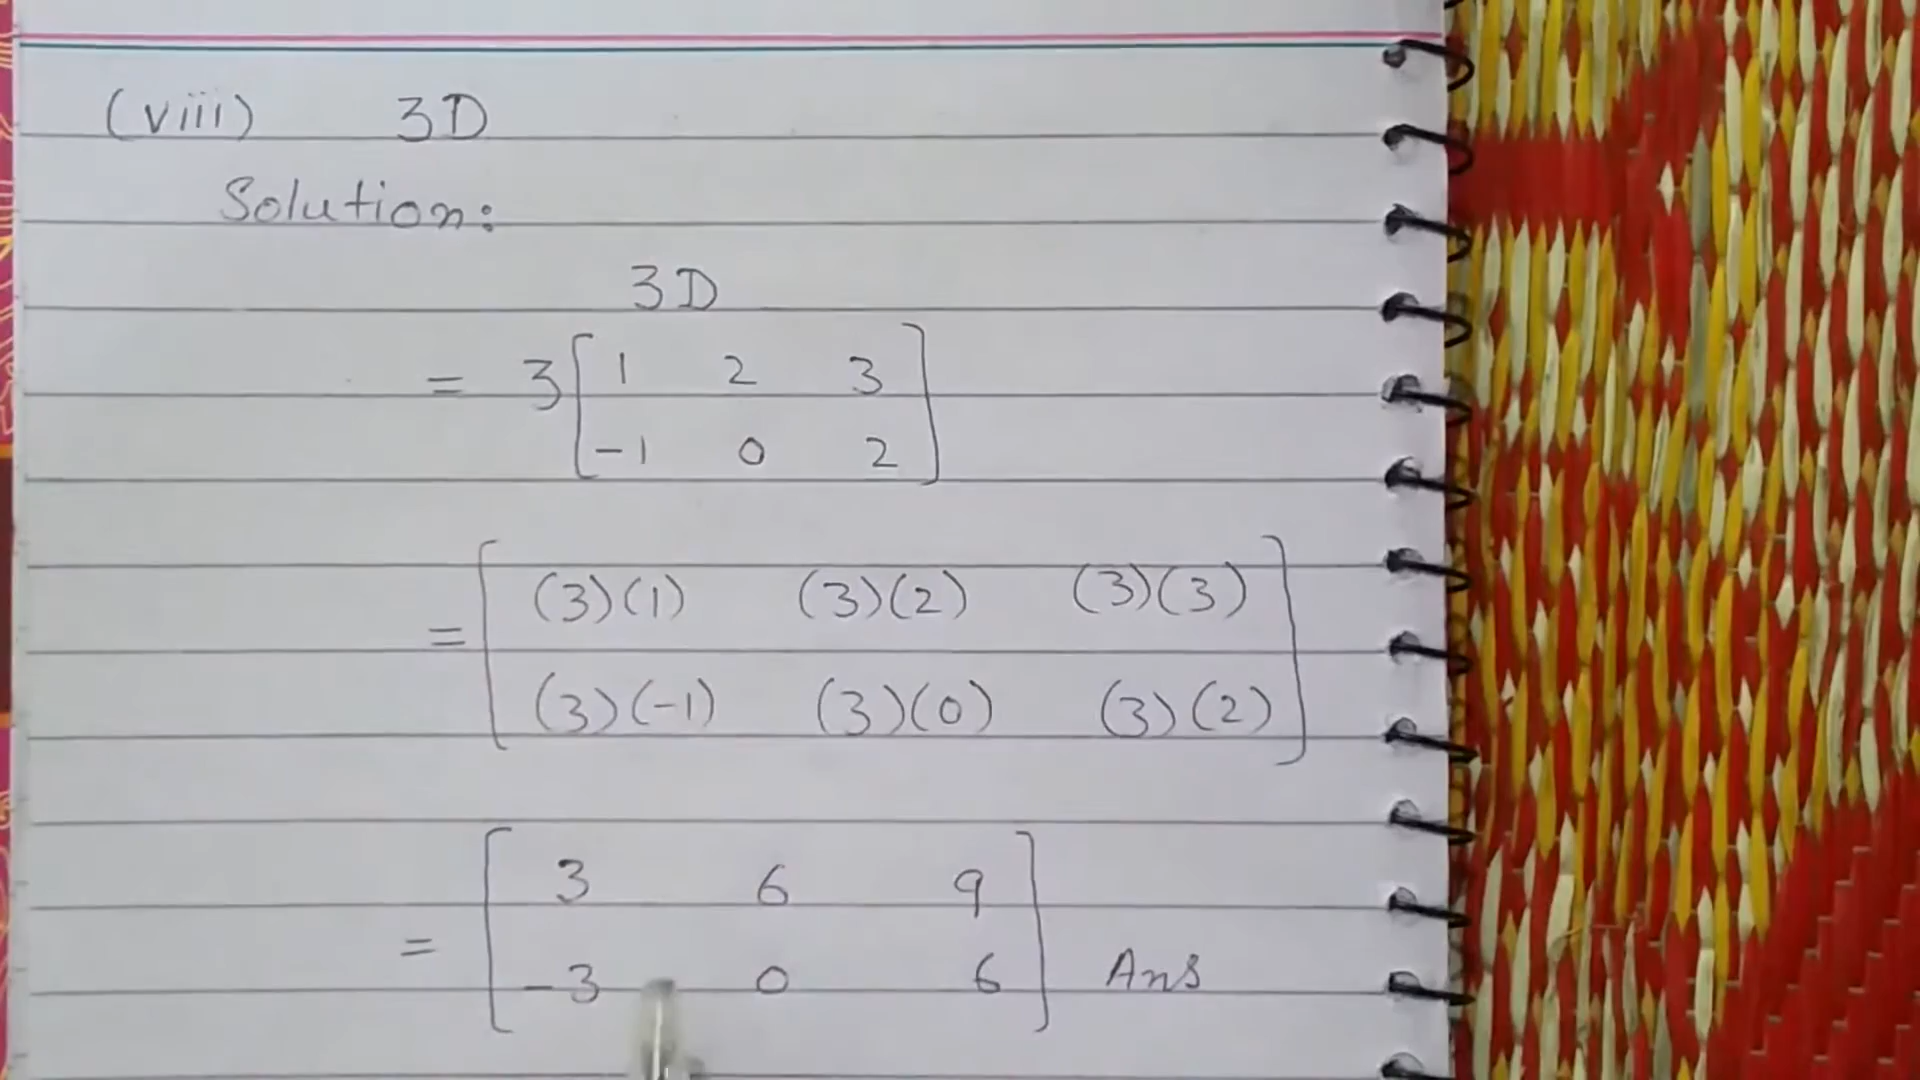 (viii) 3D
Solution:
3D
= 3 [ 1 2 3
-1 0 2 ]
= [ (3)(1) (3)(2) (3)(3)
(3)(-1) (3)(0) (3)(2) ]
= [ 3 6 9
-3 0 6 ] Ans